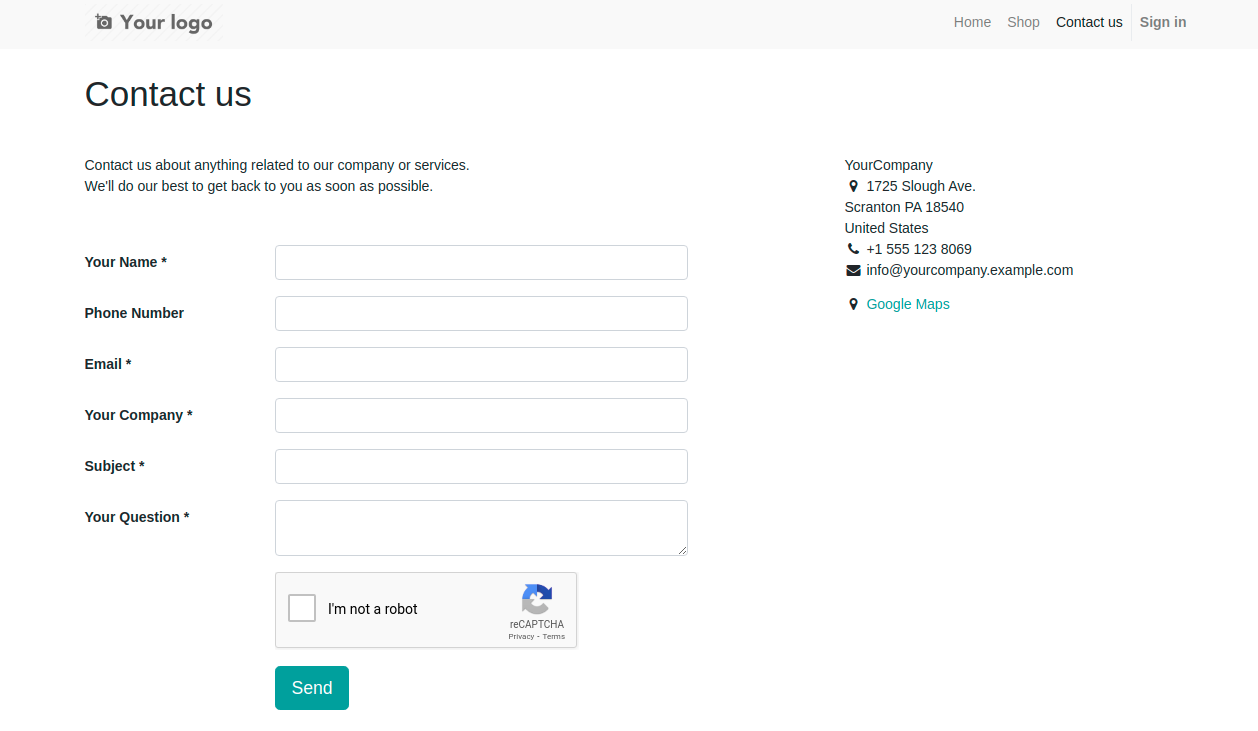 Your logo
Home Shop Contact us Sign in
Contact us
Contact us about anything related to our company or services.
We'll do our best to get back to you as soon as possible.
Your Name *
Phone Number
Email *
Your Company *
Subject *
Your Question *
I'm not a robot
reCAPTCHA
Privacy - Terms
Send
YourCompany
1725 Slough Ave.
Scranton PA 18540
United States
+1 555 123 8069
info@yourcompany.example.com
Google Maps